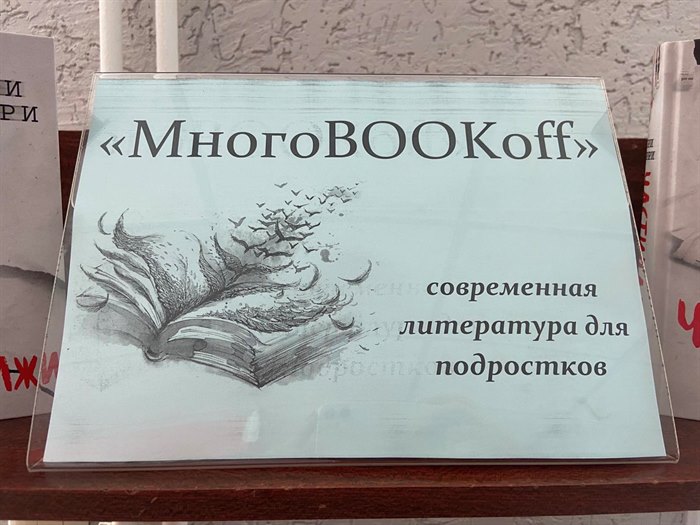 «МногоBOOKoff»
современная
литература для
подростков